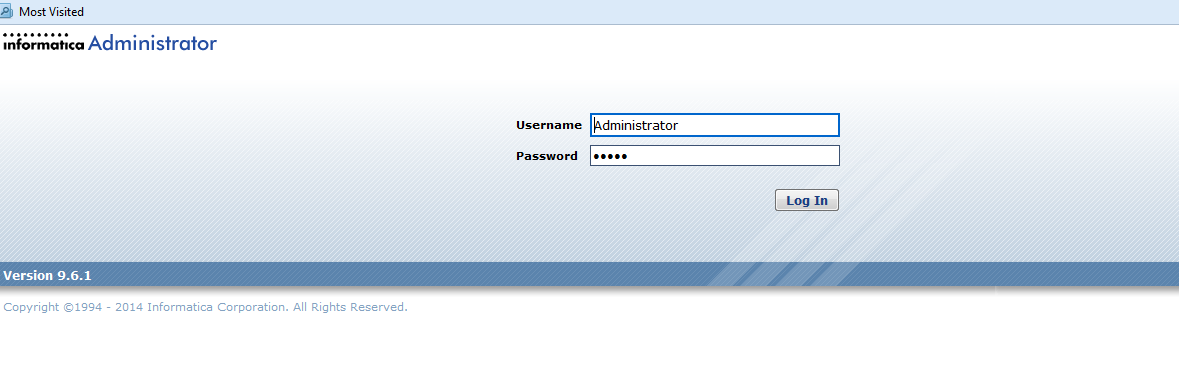 Most Visited
informatica Administrator
Username Administrator
Password •••••
Log In
Version 9.6.1
Copyright ©1994 - 2014 Informatica Corporation. All Rights Reserved.